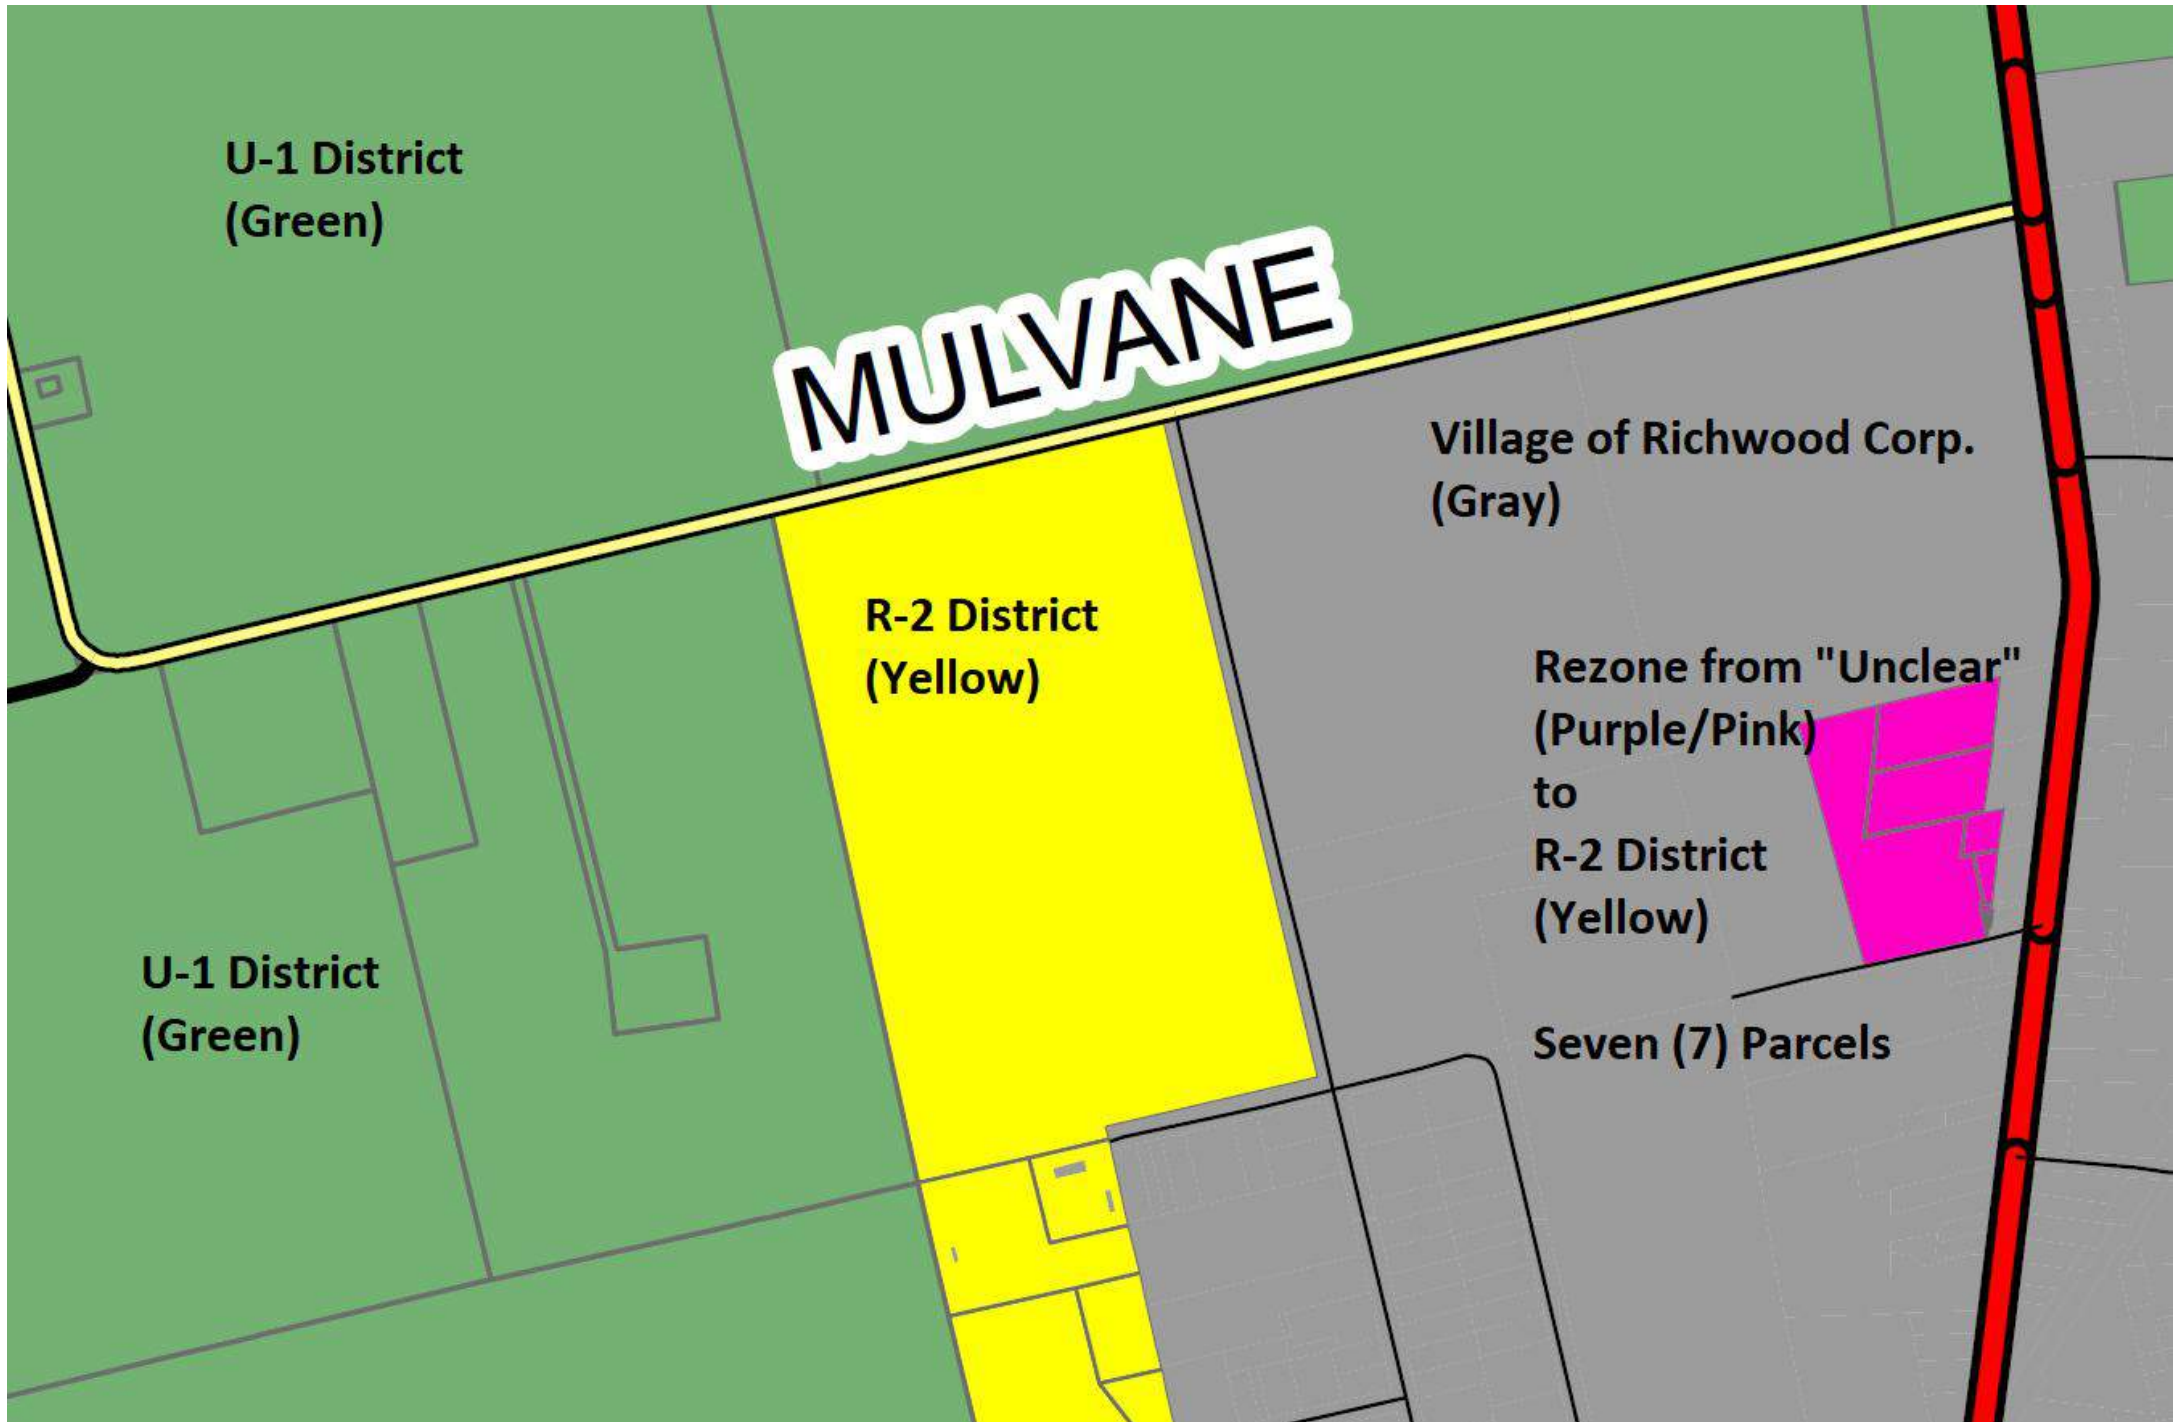 U-1 District
(Green)
MULVANE
Village of Richwood Corp.
(Gray)
R-2 District
(Yellow)
Rezone from "Unclear"
(Purple/Pink)
to
R-2 District
(Yellow)
U-1 District
(Green)
Seven (7) Parcels